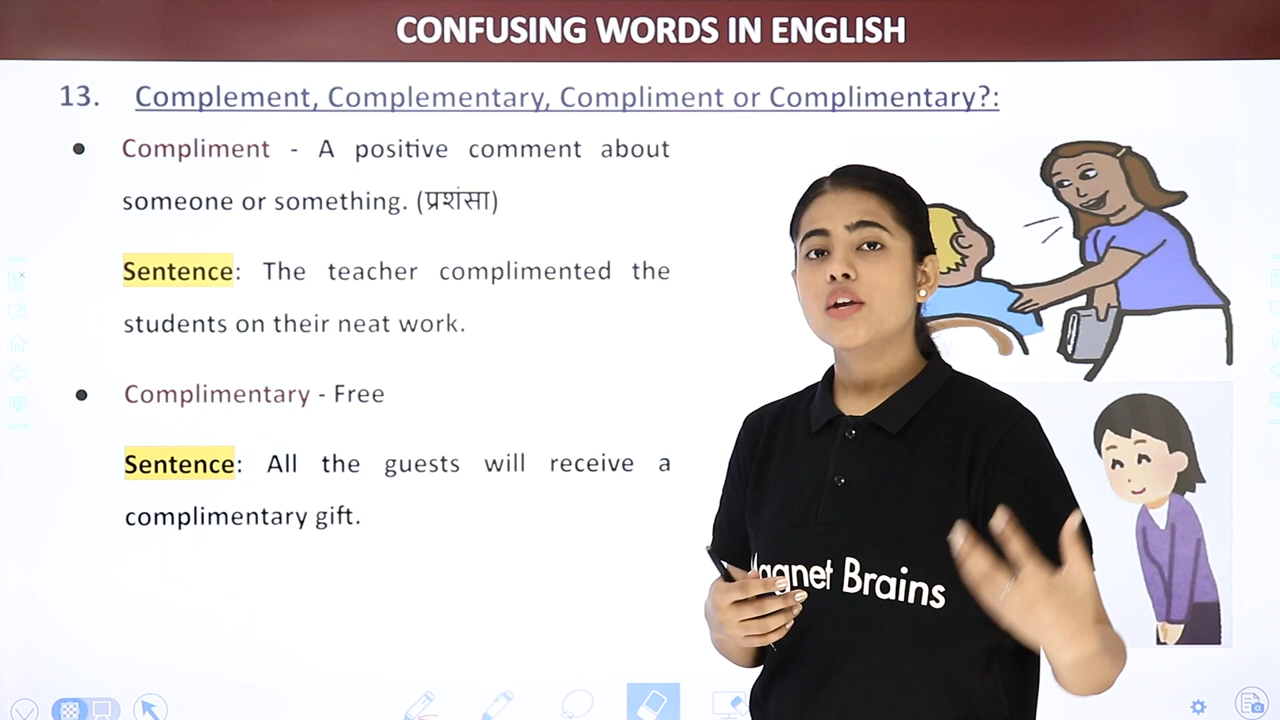 CONFUSING WORDS IN ENGLISH
13. Complement, Complementary, Compliment or Complimentary?:
• Compliment - A positive comment about
someone or something. (प्रशंसा)
Sentence: The teacher complimented the
students on their neat work.
• Complimentary - Free
Sentence: All the guests will receive a
complimentary gift.
Magnet Brains